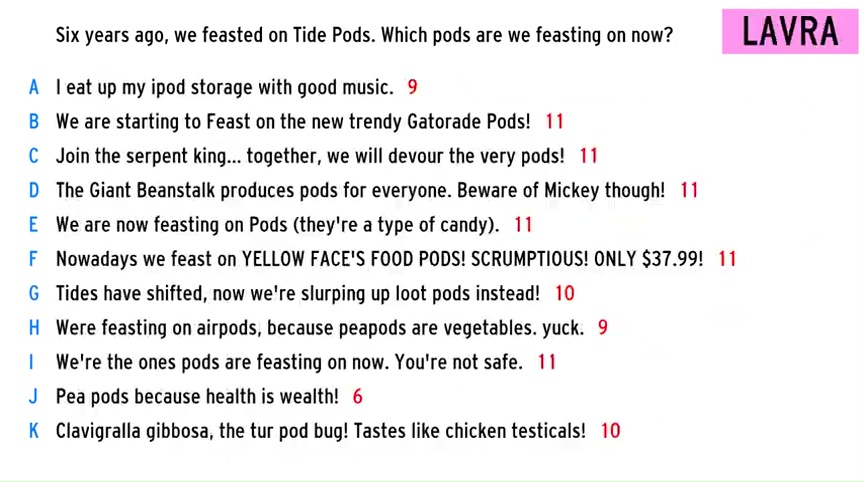 Six years ago, we feasted on Tide Pods. Which pods are we feasting on now?
LAVRA
A I eat up my ipod storage with good music. 9
B We are starting to Feast on the new trendy Gatorade Pods! 11
C Join the serpent king... together, we will devour the very pods! 11
D The Giant Beanstalk produces pods for everyone. Beware of Mickey though! 11
E We are now feasting on Pods (they're a type of candy). 11
F Nowadays we feast on YELLOW FACE'S FOOD PODS! SCRUMPTIOUS! ONLY $37.99! 11
G Tides have shifted, now we're slurping up loot pods instead! 10
H Were feasting on airpods, because peapods are vegetables. yuck. 9
I We're the ones pods are feasting on now. You're not safe. 11
J Pea pods because health is wealth! 6
K Clavigralla gibbosa, the tur pod bug! Tastes like chicken testicals! 10